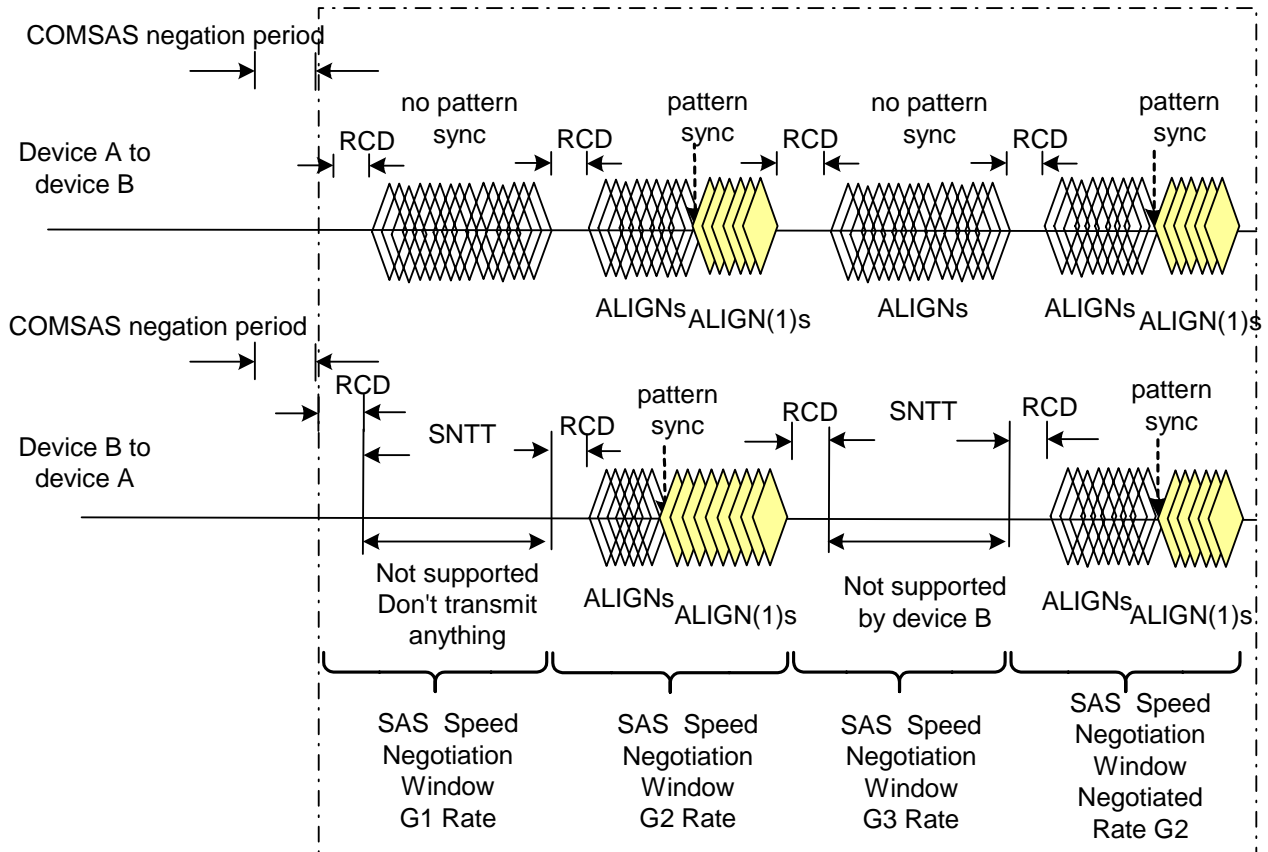 COMSAS negation period
no pattern
sync
pattern
sync
no pattern
sync
pattern
sync
RCD
RCD
RCD
RCD
Device A to
device B
ALIGNs
ALIGN(1)s
ALIGNs
ALIGNs
ALIGN(1)s
COMSAS negation period
RCD
SNTT
RCD
pattern
sync
RCD
SNTT
RCD
pattern
sync
Device B to
device A
Not supported
Don't transmit
anything
ALIGNs
ALIGN(1)s
Not supported
by device B
ALIGNs
ALIGN(1)s
SAS Speed
Negotiation
Window
G1 Rate
SAS Speed
Negotiation
Window
G2 Rate
SAS Speed
Negotiation
Window
G3 Rate
SAS Speed
Negotiation
Window
Negotiated
Rate G2